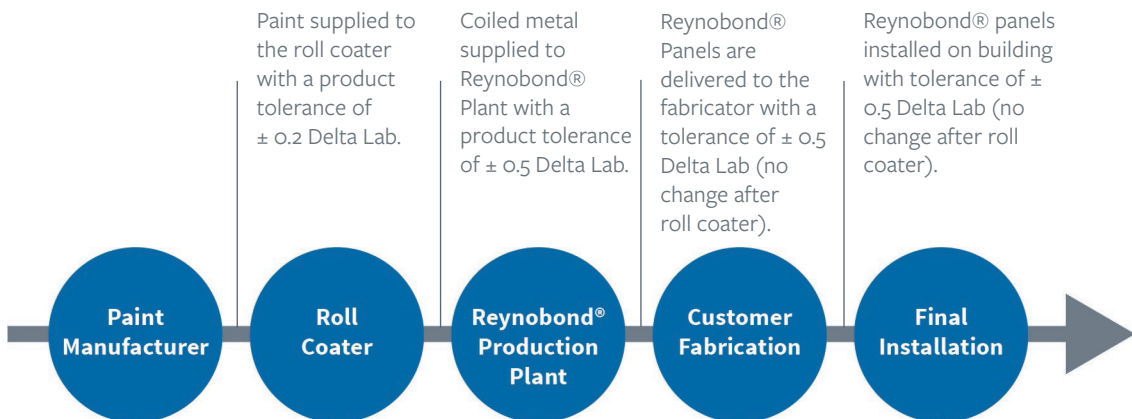 Paint supplied to
the roll coater
with a product
tolerance of
± 0.2 Delta Lab.
Coiled metal
supplied to
Reynobond®
Plant with a
product tolerance
of ± 0.5 Delta Lab.
Reynobond®
Panels are
delivered to the
fabricator with a
tolerance of ± 0.5
Delta Lab (no
change after
roll coater).
Reynobond® panels
installed on building
with tolerance of ±
0.5 Delta Lab (no
change after roll
coater).
Paint
Manufacturer
Roll
Coater
Reynobond®
Production
Plant
Customer
Fabrication
Final
Installation